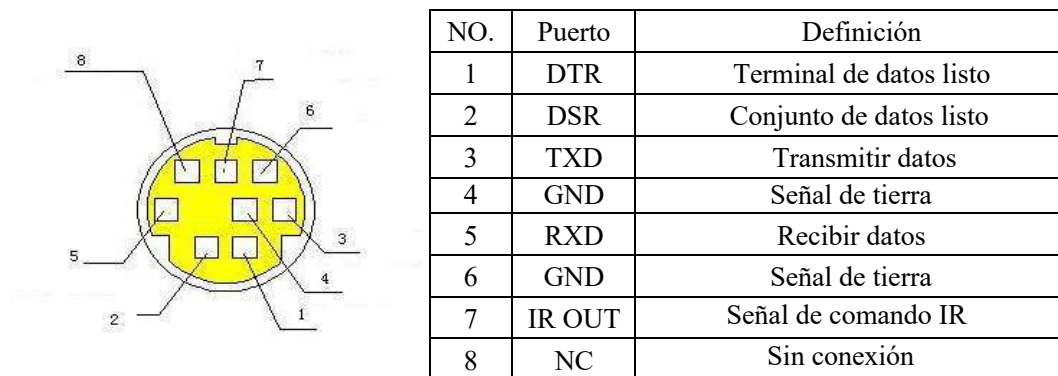 8
7
6
5
3
4
2
1
NO. Puerto Definición
1 DTR Terminal de datos listo
2 DSR Conjunto de datos listo
3 TXD Transmitir datos
4 GND Señal de tierra
5 RXD Recibir datos
6 GND Señal de tierra
7 IR OUT Señal de comando IR
8 NC Sin conexión